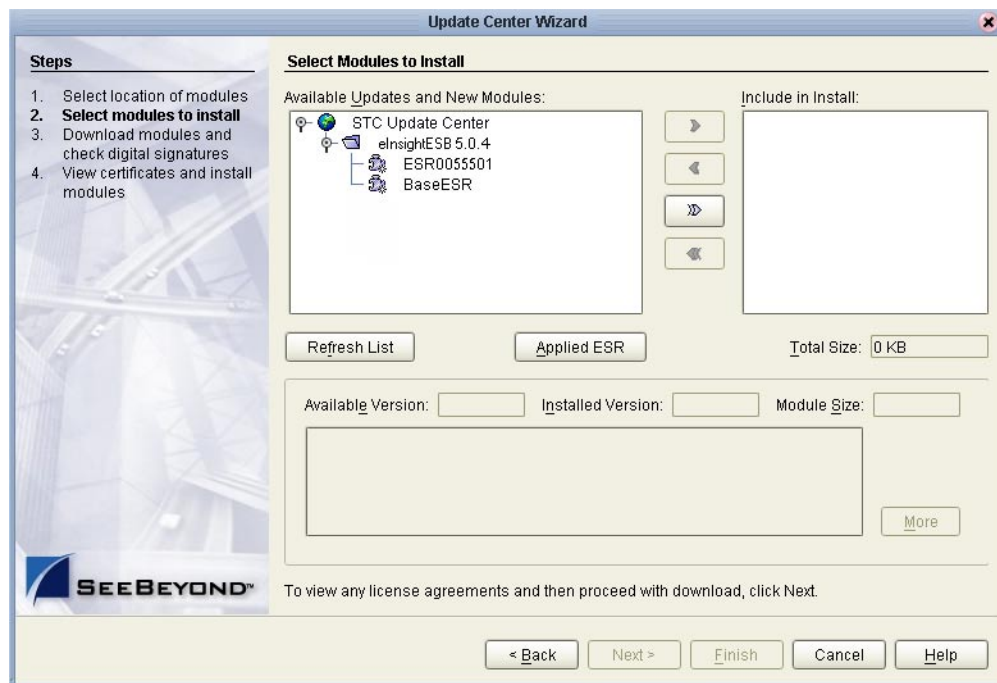 Update Center Wizard
Steps
1. Select location of modules
2. Select modules to install
3. Download modules and
check digital signatures
4. View certificates and install
modules
SEEBEYOND™
Select Modules to Install
Available Updates and New Modules:
STC Update Center
eInsightESB 5.0.4
ESR0055501
BaseESR
Include in Install:
Refresh List
Applied ESR
Total Size: 0 KB
Available Version:
Installed Version:
Module Size:
More
To view any license agreements and then proceed with download, click Next.
< Back
Next >
Finish
Cancel
Help